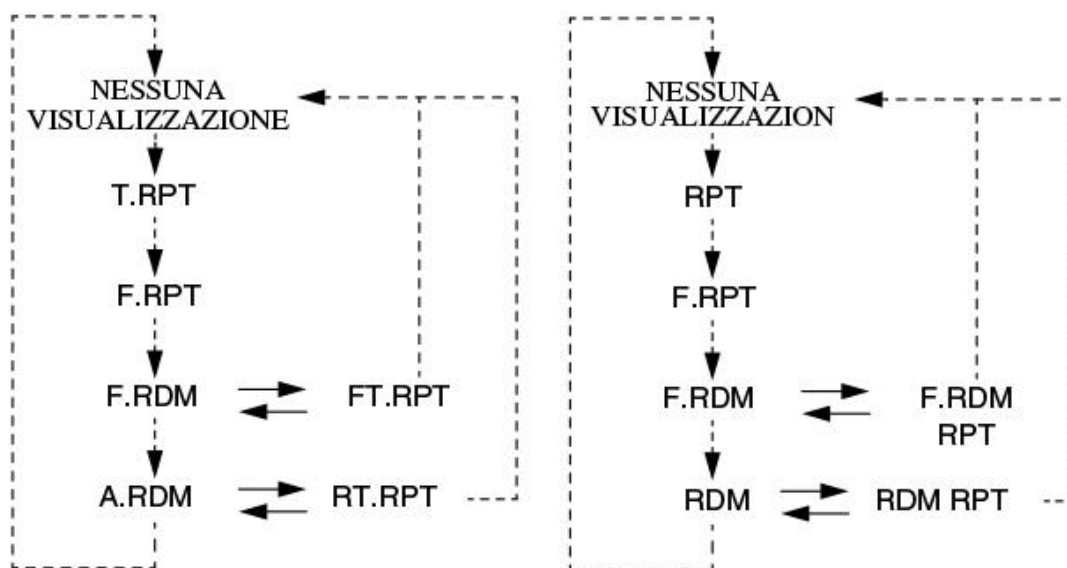 NESSUNA
VISUALIZZAZIONE
T.RPT
F.RPT
F.RDM FT.RPT
A.RDM RT.RPT
NESSUNA
VISUALIZZAZION
RPT
F.RPT
F.RDM F.RDM
RPT
RDM RDM RPT